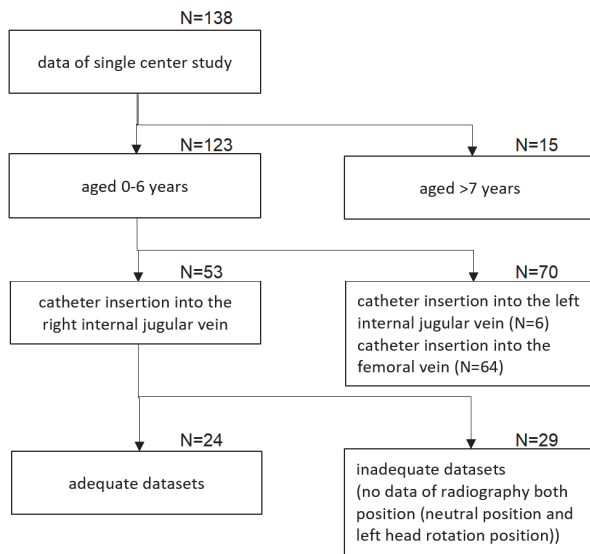 N=138
data of single center study
N=123
N=15
aged 0-6 years
aged >7 years
N=53
N=70
catheter insertion into the
right internal jugular vein
catheter insertion into the left
internal jugular vein (N=6)
catheter insertion into the
femoral vein (N=64)
N=24
N=29
adequate datasets
inadequate datasets
(no data of radiography both
position (neutral position and
left head rotation position))